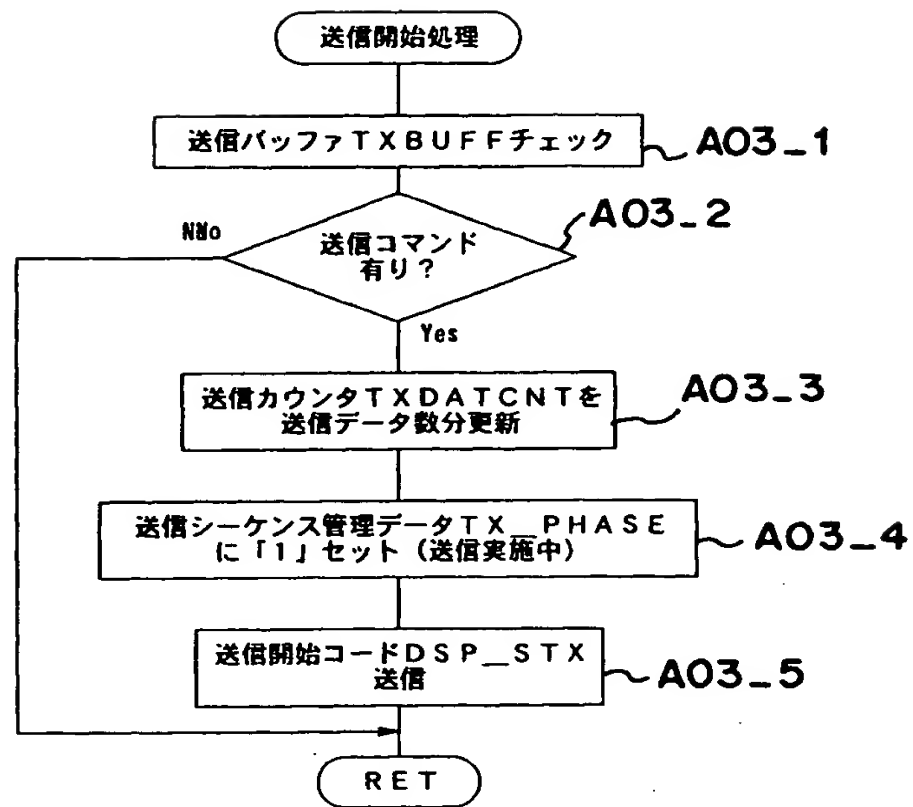 送信開始処理
送信バッファTXBUFFチェック
A03_1
A03_2
No
送信コマンド
有り?
Yes
送信カウンタTXDATCNTを
送信データ数分更新
A03_3
送信シーケンス管理データTX__PHASE
に「1」セット(送信実施中)
A03_4
送信開始コードDSP__STX
送信
A03_5
RET